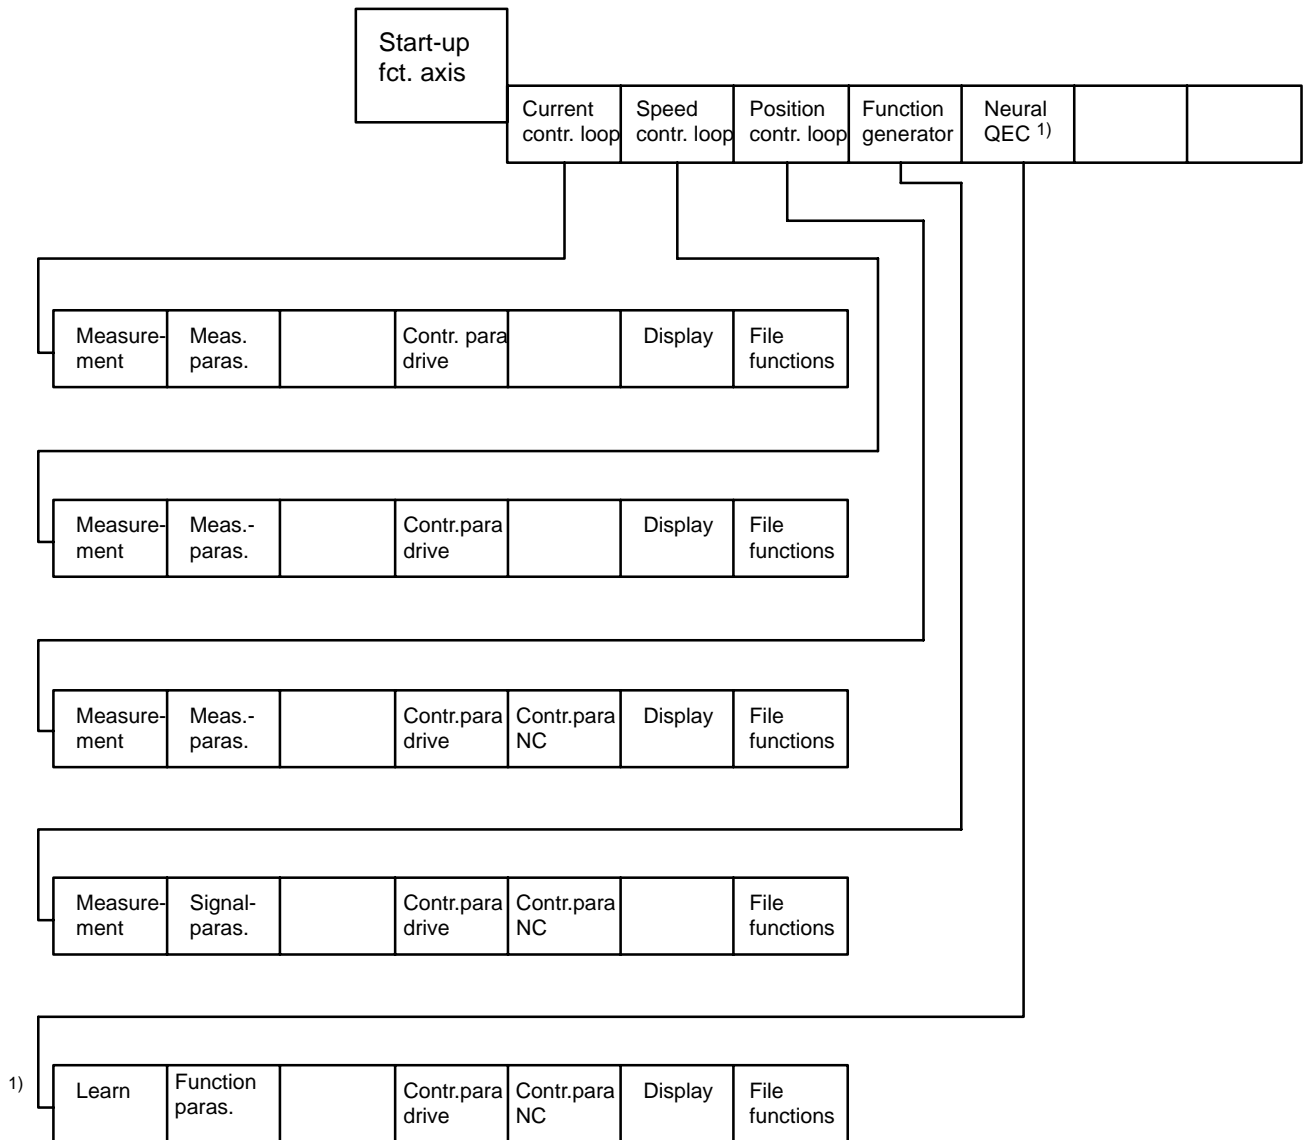 Start-up
fct. axis
Current
contr. loop
Speed
contr. loop
Position
contr. loop
Function
generator
Neural
QEC 1)
Measure-
ment
Meas.
paras.
Contr. para
drive
Display
File
functions
Measure-
ment
Meas.-
paras.
Contr.para
drive
Display
File
functions
Measure-
ment
Meas.-
paras.
Contr.para
drive
Contr.para
NC
Display
File
functions
Measure-
ment
Signal-
paras.
Contr.para
drive
Contr.para
NC
File
functions
1)
Learn
Function
paras.
Contr.para
drive
Contr.para
NC
Display
File
functions